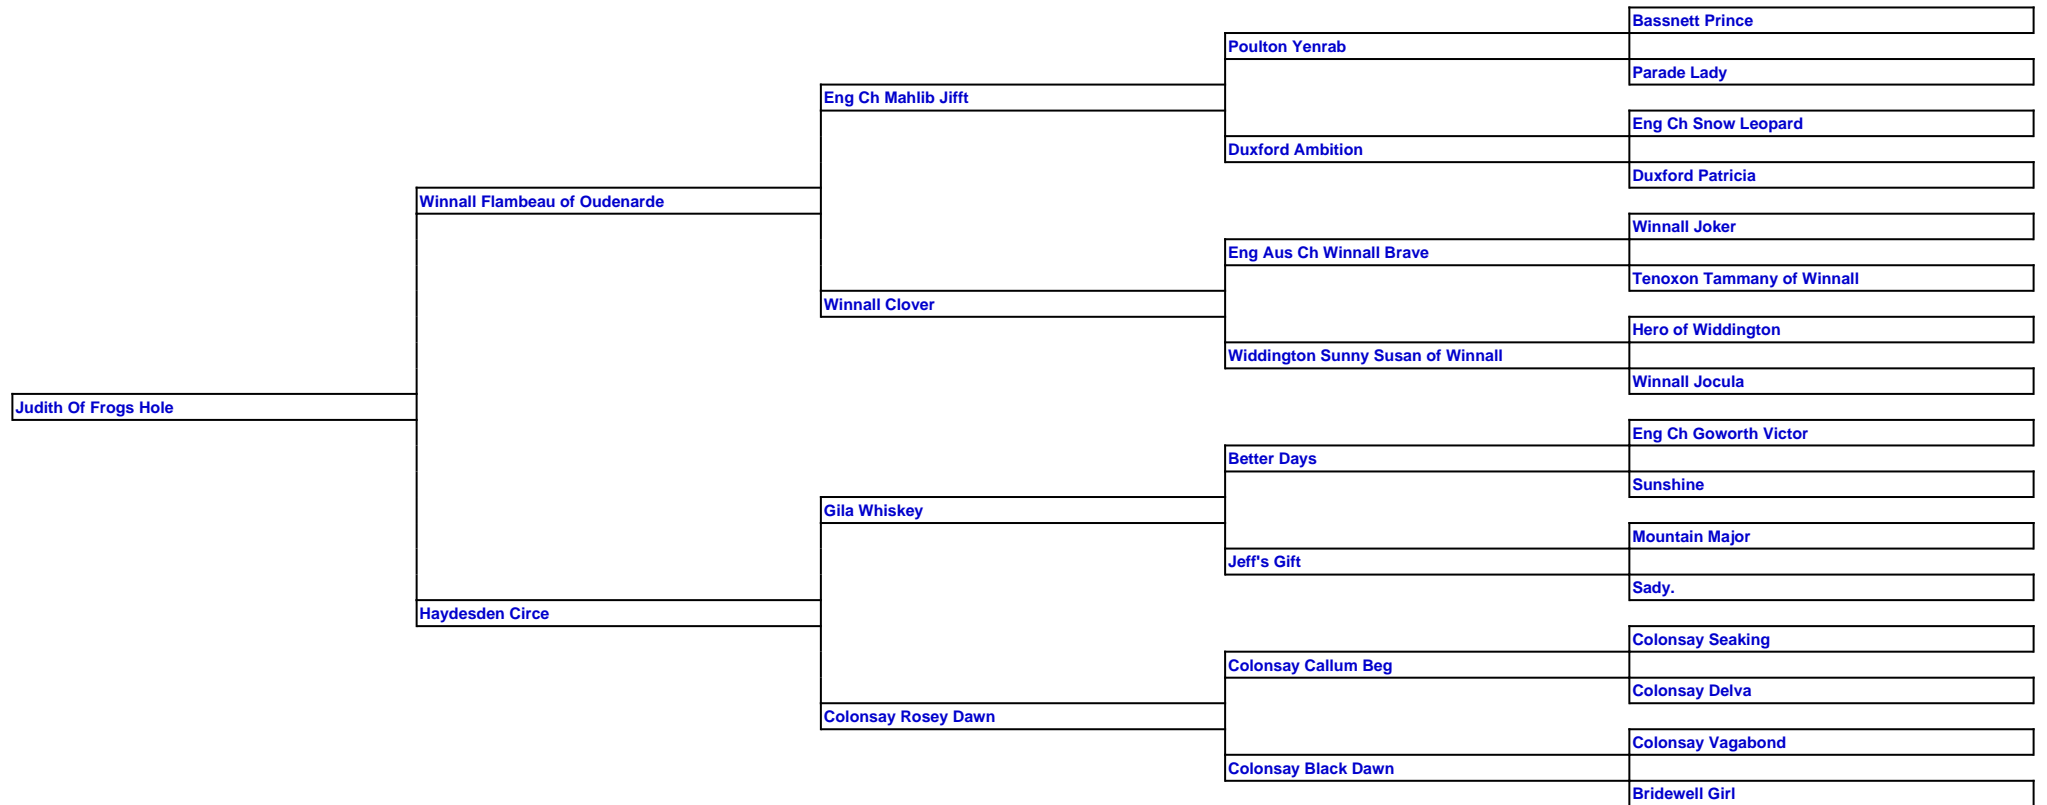 Bassnett Prince
Poulton Yenrab
Parade Lady
Eng Ch Mahlib Jifft
Eng Ch Snow Leopard
Duxford Ambition
Duxford Patricia
Winnall Flambeau of Oudenarde
Winnall Joker
Eng Aus Ch Winnall Brave
Tenoxon Tammany of Winnall
Winnall Clover
Hero of Widdington
Widdington Sunny Susan of Winnall
Winnall Jocula
Judith Of Frogs Hole
Eng Ch Goworth Victor
Better Days
Sunshine
Gila Whiskey
Mountain Major
Jeff's Gift
Sady.
Haydesden Circe
Colonsay Seaking
Colonsay Callum Beg
Colonsay Delva
Colonsay Rosey Dawn
Colonsay Vagabond
Colonsay Black Dawn
Bridewell Girl